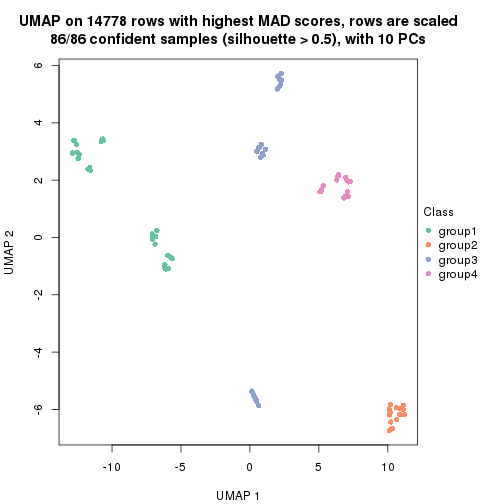 UMAP on 14778 rows with highest MAD scores, rows are scaled
86/86 confident samples (silhouette > 0.5), with 10 PCs
6
4
2
0
-2
-4
-6
UMAP 2
-10
-5
0
5
10
UMAP 1
Class
group1
group2
group3
group4